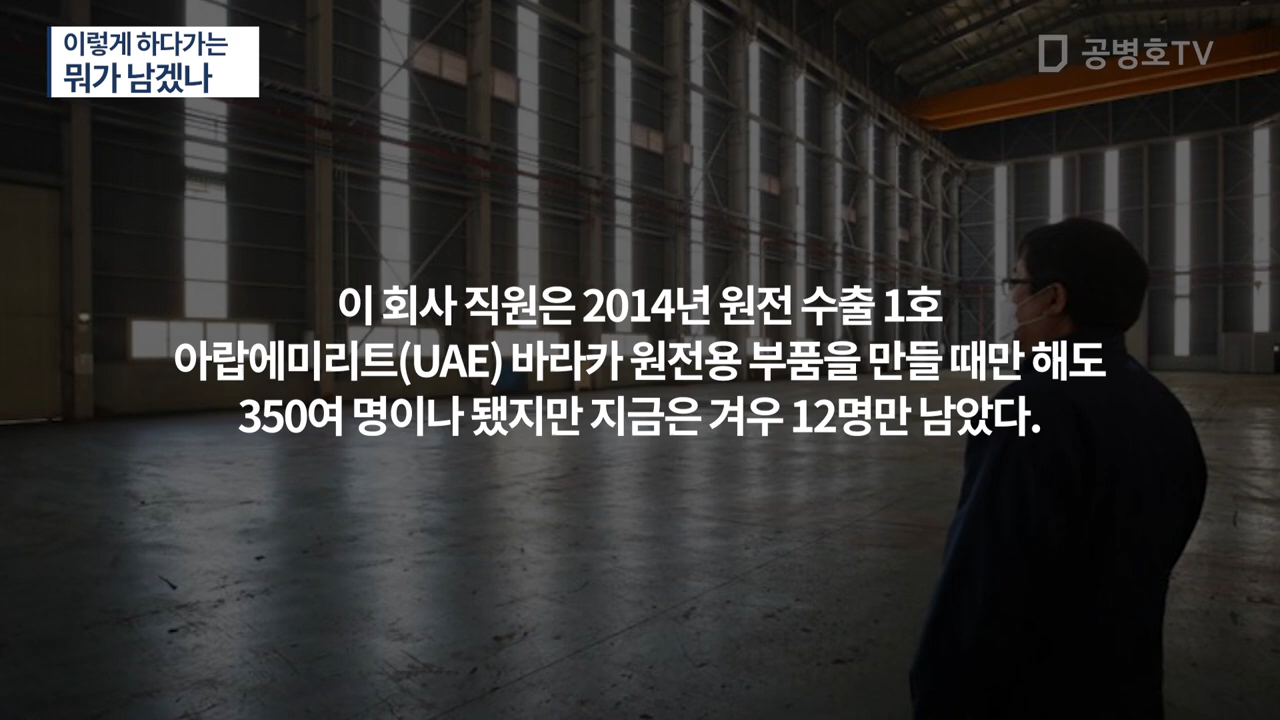 이렇게 하다가는
뭐가 남겠나
공병호TV
이 회사 직원은 2014년 원전 수출 1호
아랍에미리트(UAE) 바라카 원전용 부품을 만들 때만 해도
350여 명이나 됐지만 지금은 겨우 12명만 남았다.